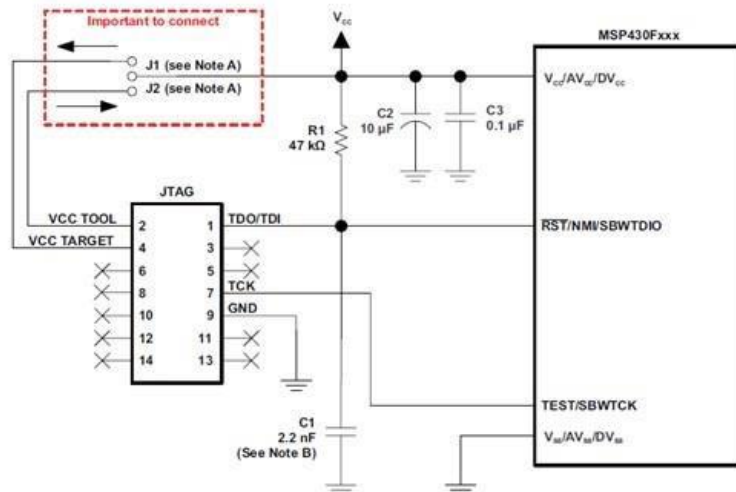 Important to connect
J1 (see Note A)
J2 (see Note A)
Vcc
MSP430Fxxx
Vcc/AVcc/DVcc
R1
47 kΩ
C2
10 µF
C3
0.1 µF
JTAG
VCC TOOL
VCC TARGET
2
4
6
8
10
12
14
1
3
5
7
9
11
13
TDO/TDI
TCK
GND
RST/NMI/SBWTDIO
C1
2.2 nF
(See Note B)
TEST/SBWTCK
Vss/AVss/DVss